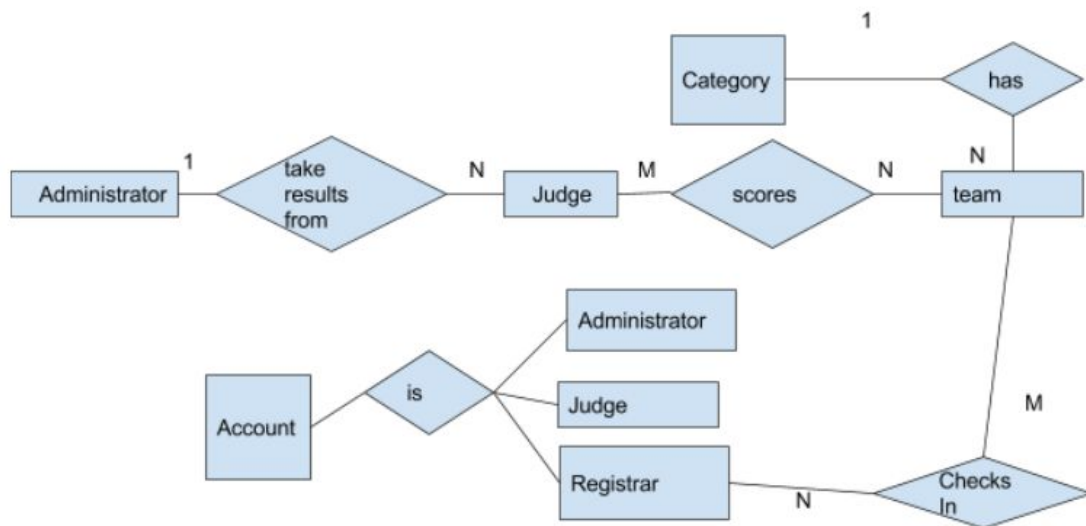 1
Category
has
1
take
results
from
N
M
N
N
Administrator
Judge
scores
team
Administrator
is
Judge
Account
M
Registrar
N
Checks
In